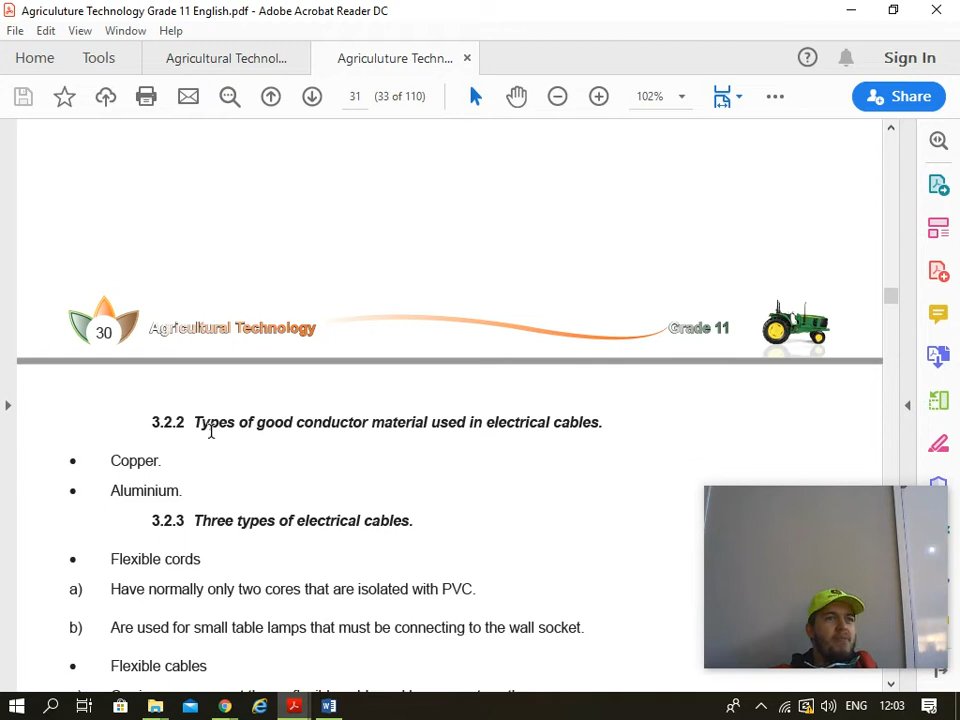 Agriculuture Technology Grade 11 English.pdf - Adobe Acrobat Reader DC
File Edit View Window Help
Home Tools Agricultural Technol... Agriculuture Techn... Sign In
31 (33 of 110) 102% Share
30 Agricultural Technology Grade 11
3.2.2 Types of good conductor material used in electrical cables.
• Copper.
• Aluminium.
3.2.3 Three types of electrical cables.
• Flexible cords
a) Have normally only two cores that are isolated with PVC.
b) Are used for small table lamps that must be connecting to the wall socket.
• Flexible cables
ENG 12:03